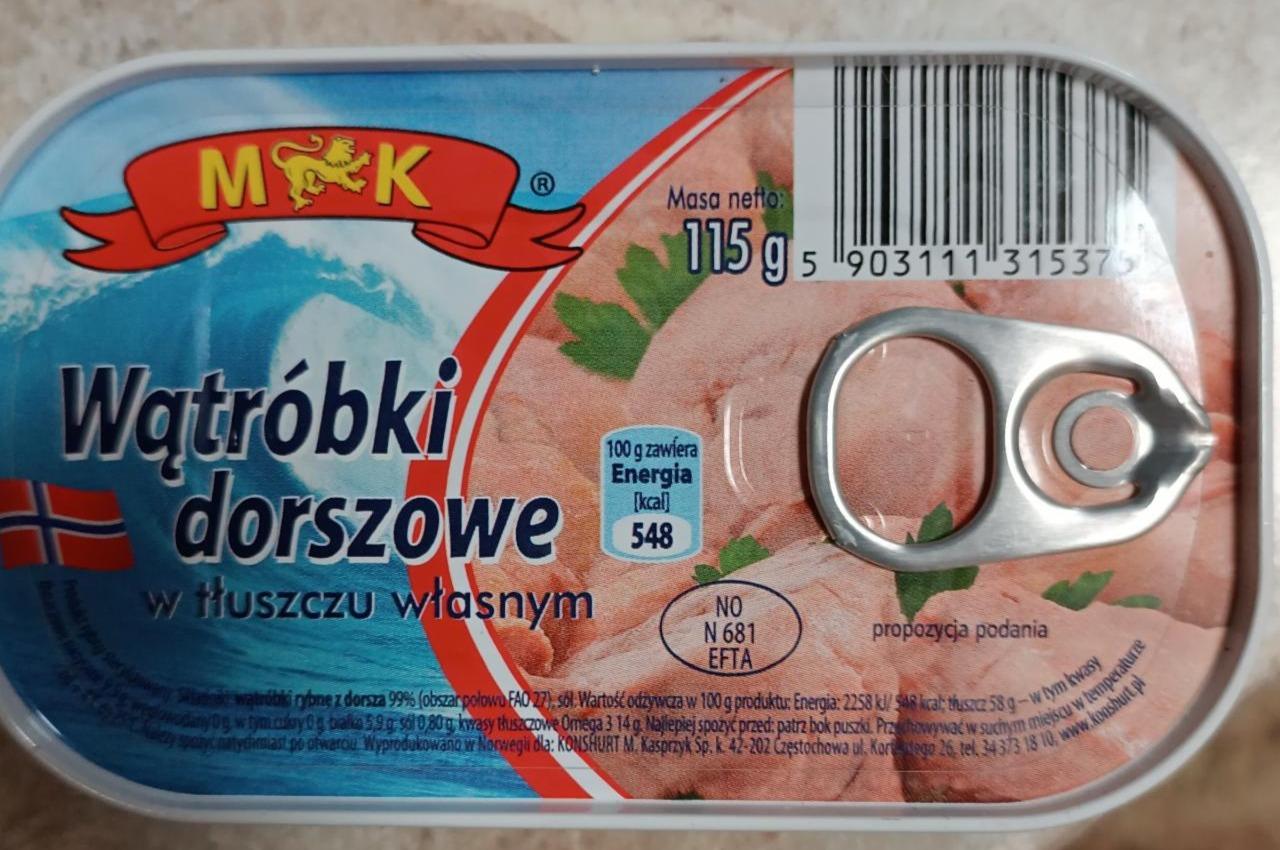 M K ®
Masa netto:
115 g
5 903111 31537
Wątróbki
dorszowe
w tłuszczu własnym
100 g zawiera
Energia
[kcal]
548
NO
N 681
EFTA
propozycja podania
wątróbki rybne z dorsza 99% (obszar połowu FAO 27), sól. Wartość odżywcza w 100 g produktu: Energia: 2258 kJ/ 548 kcal; tłuszcz 58 g – w tym kwasy
0 g, w tym cukry 0 g, białko 5,9 g; sól 0,80 g, kwasy tłuszczowe Omega 3 14 g. Najlepiej spożyć przed: patrz bok puszki. Przechowywać w suchym miejscu w temperaturze
spożyć natychmiast po otwarciu. Wyprodukowano w Norwegii dla: KONSHURT M. Kasprzyk Sp. k. 42-202 Częstochowa ul. 26, tel. 34 373 18 10, www.konshurt.pl